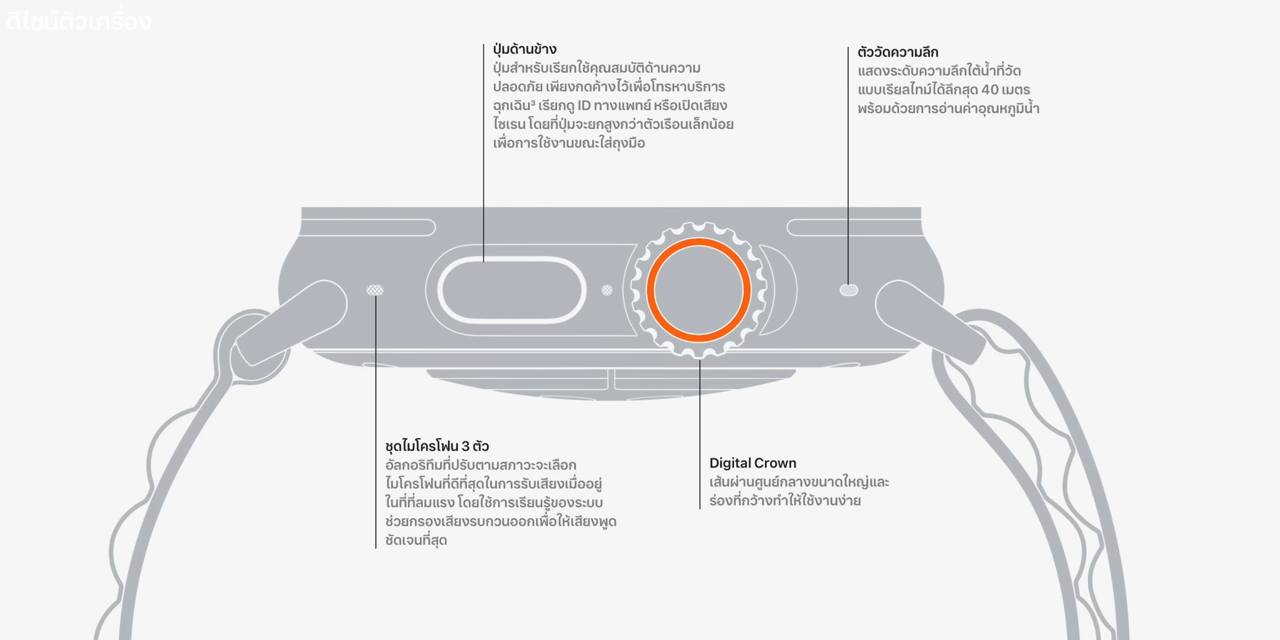 ดีไซน์ตัวเครื่อง
ปุ่มด้านข้าง
ปุ่มสำหรับเรียกใช้คุณสมบัติด้านความ
ปลอดภัย เพียงกดค้างไว้เพื่อโทรหาบริการ
ฉุกเฉิน³ เรียกดู ID ทางแพทย์ หรือเปิดเสียง
ไซเรน โดยที่ปุ่มจะยกสูงกว่าตัวเรือนเล็กน้อย
เพื่อการใช้งานขณะใส่ถุงมือ
ตัววัดความลึก
แสดงระดับความลึกใต้น้ำที่วัด
แบบเรียลไทม์ได้ลึกสุด 40 เมตร
พร้อมด้วยการอ่านค่าอุณหภูมิน้ำ
ชุดไมโครโฟน 3 ตัว
อัลกอริทึมที่ปรับตามสภาวะจะเลือก
ไมโครโฟนที่ดีที่สุดในการรับเสียงเมื่ออยู่
ในที่ที่ลมแรง โดยใช้การเรียนรู้ของระบบ
ช่วยกรองเสียงรบกวนออกเพื่อให้เสียงพูด
ชัดเจนที่สุด
Digital Crown
เส้นผ่านศูนย์กลางขนาดใหญ่และ
ร่องที่กว้างทำให้ใช้งานง่าย